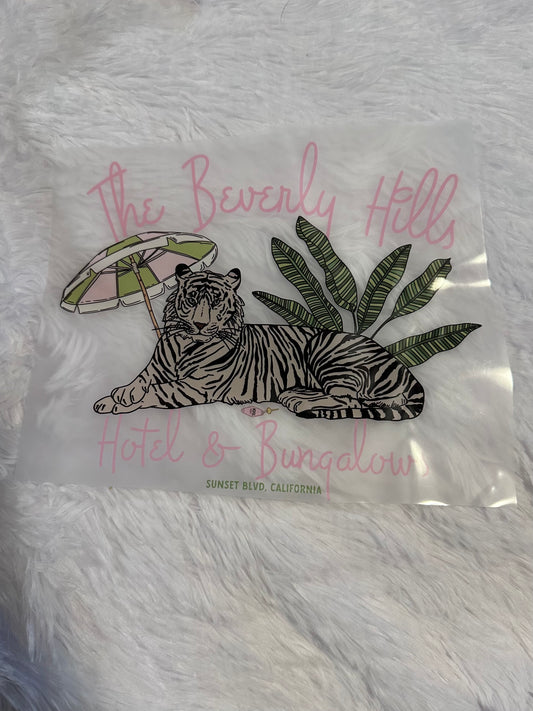 The Beverly Hills
Hotel & Bungalow
SUNSET BLVD, CALIFORNIA